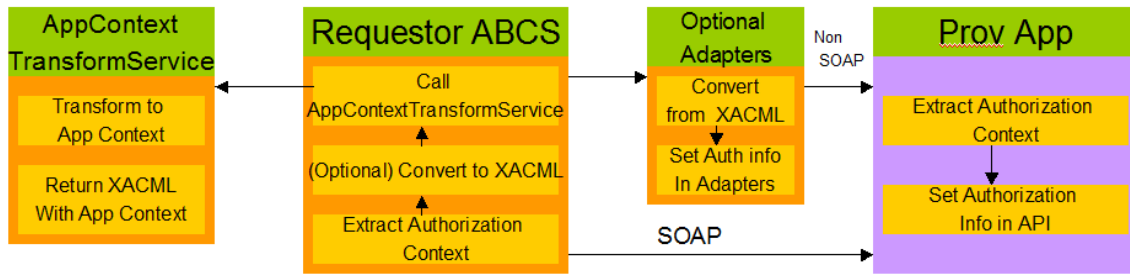 AppContext
TransformService
Transform to
App Context
Return XACML
With App Context
Requestor ABCS
Call
AppContextTransformService
(Optional) Convert to XACML
Extract Authorization
Context
Optional
Adapters
Convert
from XACML
Set Auth info
In Adapters
Non
SOAP
SOAP
Prov App
Extract Authorization
Context
Set Authorization
Info in API